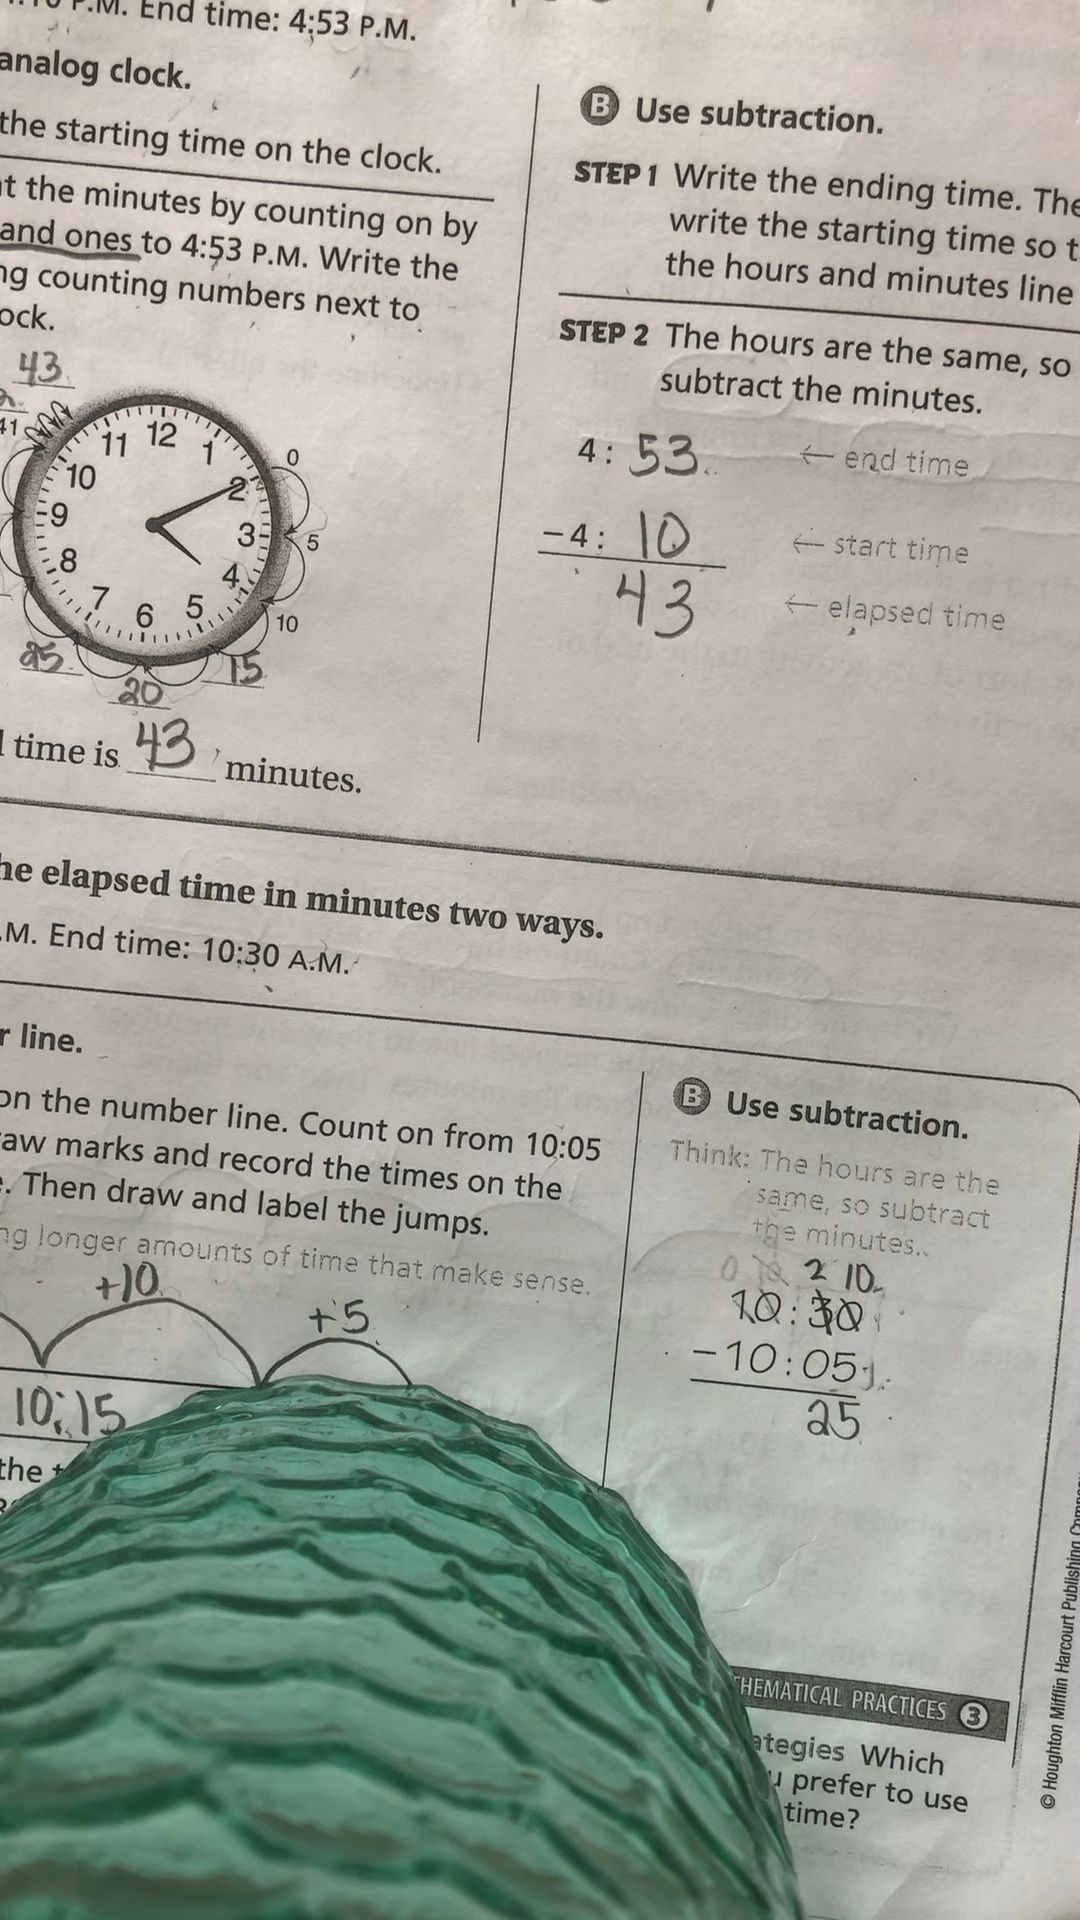 P.M. End time: 4:53 P.M.
analog clock.
the starting time on the clock.
the minutes by counting on by
and ones to 4:53 P.M. Write the
counting numbers next to
43
41
12
1
2
3
4
5
6
7
8
9
10
11
0
5
10
15
20
25
time is 43 minutes.
B Use subtraction.
STEP 1 Write the ending time.
write the starting time so
the hours and minutes line
STEP 2 The hours are the same, so
subtract the minutes.
4: 53 ← end time
-4: 10 ← start time
43 ← elapsed time
elapsed time in minutes two ways.
End time: 10:30 A.M.
line.
on the number line. Count on from 10:05
marks and record the times on the
Then draw and label the jumps.
longer amounts of time that make sense.
+10
+5
10:15
the
B Use subtraction.
Think: The hours are the
same, so subtract
the minutes.
2 10
10:30
-10:05
25
PRACTICES 3
Which
prefer to use
time?
© Houghton Mifflin Harcourt Publishing